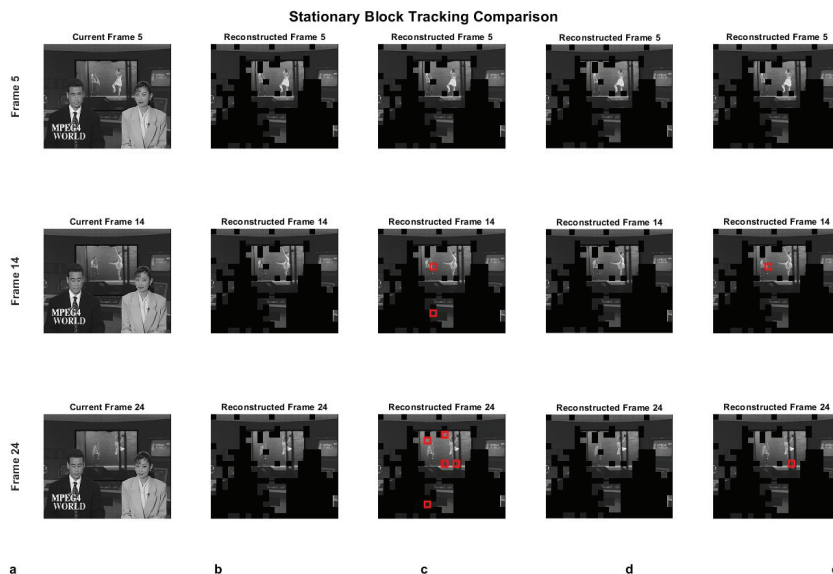 Stationary Block Tracking Comparison
Current Frame 5 Reconstructed Frame 5 Reconstructed Frame 5 Reconstructed Frame 5 Reconstructed Frame 5
Frame 5
MPEG4
WORLD
Current Frame 14 Reconstructed Frame 14 Reconstructed Frame 14 Reconstructed Frame 14 Reconstructed Frame 14
Frame 14
MPEG4
WORLD
Current Frame 24 Reconstructed Frame 24 Reconstructed Frame 24 Reconstructed Frame 24 Reconstructed Frame 24
Frame 24
MPEG4
WORLD
a b c d